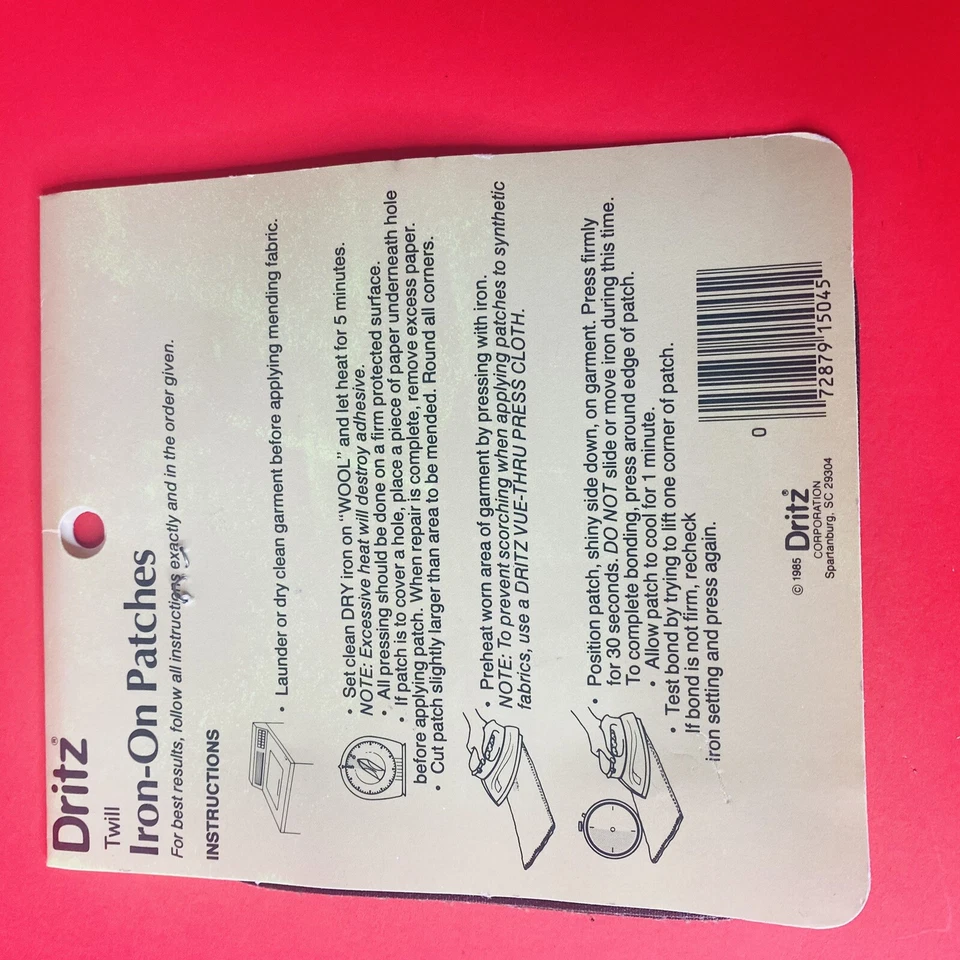 Dritz®
Twill
Iron-On Patches
For best results, follow all instructions exactly and in the order given.
INSTRUCTIONS
• Launder or dry clean garment before applying mending fabric.
• Set clean DRY iron on "WOOL" and let heat for 5 minutes.
NOTE: Excessive heat will destroy adhesive.
• All pressing should be done on a firm protected surface.
• If patch is to cover a hole, place a piece of paper underneath hole
before applying patch. When repair is complete, remove excess paper.
• Cut patch slightly larger than area to be mended. Round all corners.
• Preheat worn area of garment by pressing with iron.
NOTE: To prevent scorching when applying patches to synthetic
fabrics, use a DRITZ VUE-THRU PRESS CLOTH.
• Position patch, shiny side down, on garment. Press firmly
for 30 seconds. DO NOT slide or move iron during this time.
To complete bonding, press around edge of patch.
• Allow patch to cool for 1 minute.
• Test bond by trying to lift one corner of patch.
If bond is not firm, recheck
iron setting and press again.
© 1985 Dritz®
CORPORATION
Spartanburg, SC 29304
0 72879 15045